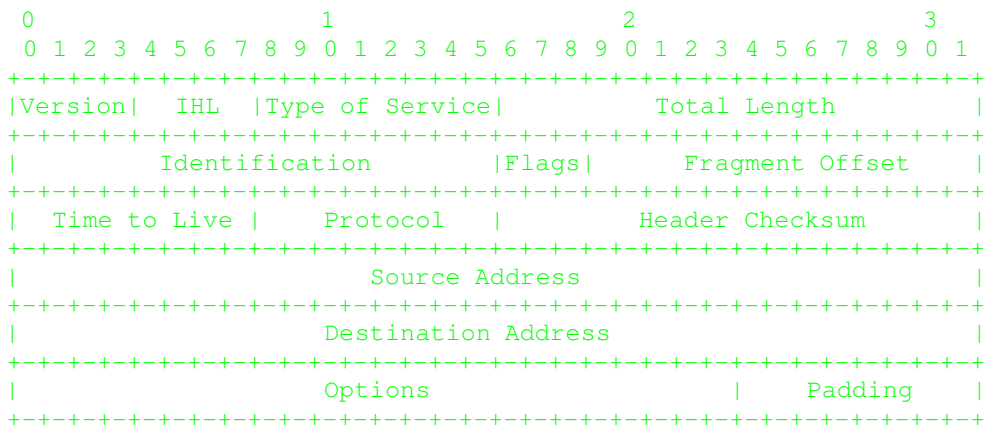 0                   1                   2                   3
 0 1 2 3 4 5 6 7 8 9 0 1 2 3 4 5 6 7 8 9 0 1 2 3 4 5 6 7 8 9 0 1
+-+-+-+-+-+-+-+-+-+-+-+-+-+-+-+-+-+-+-+-+-+-+-+-+-+-+-+-+-+-+-+-+
|Version|  IHL  |Type of Service|          Total Length         |
+-+-+-+-+-+-+-+-+-+-+-+-+-+-+-+-+-+-+-+-+-+-+-+-+-+-+-+-+-+-+-+-+
|         Identification        |Flags|      Fragment Offset    |
+-+-+-+-+-+-+-+-+-+-+-+-+-+-+-+-+-+-+-+-+-+-+-+-+-+-+-+-+-+-+-+-+
|  Time to Live |    Protocol   |         Header Checksum       |
+-+-+-+-+-+-+-+-+-+-+-+-+-+-+-+-+-+-+-+-+-+-+-+-+-+-+-+-+-+-+-+-+
|                       Source Address                          |
+-+-+-+-+-+-+-+-+-+-+-+-+-+-+-+-+-+-+-+-+-+-+-+-+-+-+-+-+-+-+-+-+
|                    Destination Address                        |
+-+-+-+-+-+-+-+-+-+-+-+-+-+-+-+-+-+-+-+-+-+-+-+-+-+-+-+-+-+-+-+-+
|                    Options                    |    Padding    |
+-+-+-+-+-+-+-+-+-+-+-+-+-+-+-+-+-+-+-+-+-+-+-+-+-+-+-+-+-+-+-+-+